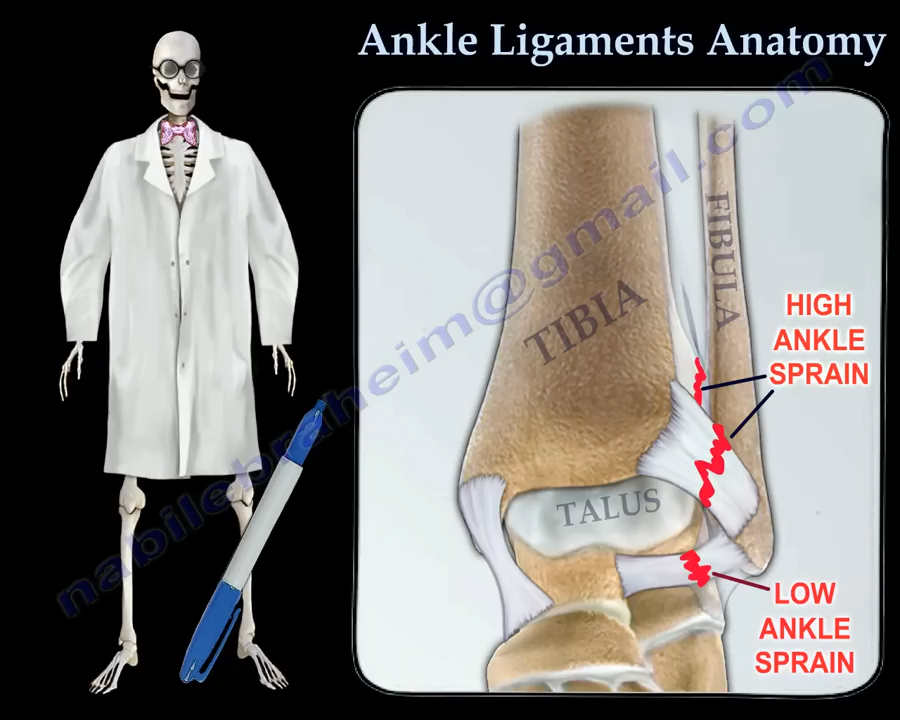 Ankle Ligaments Anatomy
nabilebraheim@gmail.com
TIBIA
FIBULA
HIGH
ANKLE
SPRAIN
TALUS
LOW
ANKLE
SPRAIN